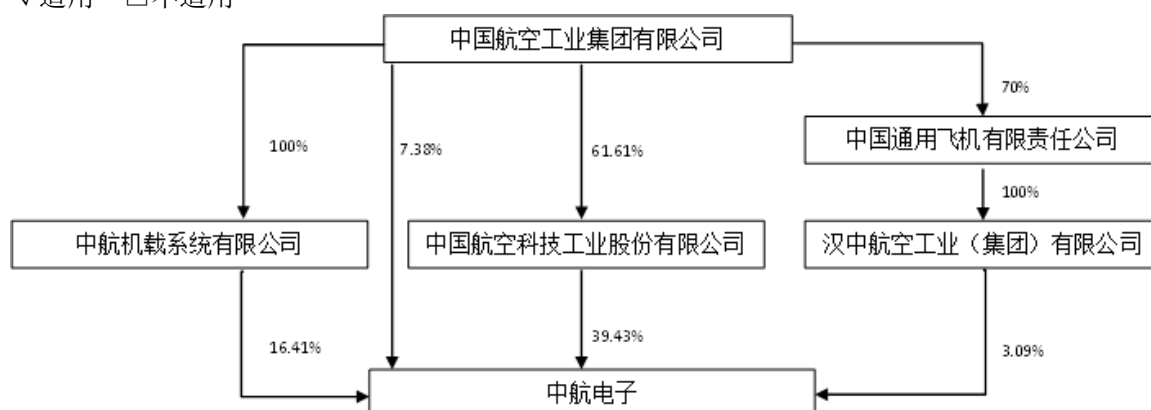 √适用 □不适用
中国航空工业集团有限公司
70%
100%
7.38%
61.61%
中国通用飞机有限责任公司
100%
中航机载系统有限公司
中国航空科技工业股份有限公司
汉中航空工业（集团）有限公司
16.41%
39.43%
3.09%
中航电子